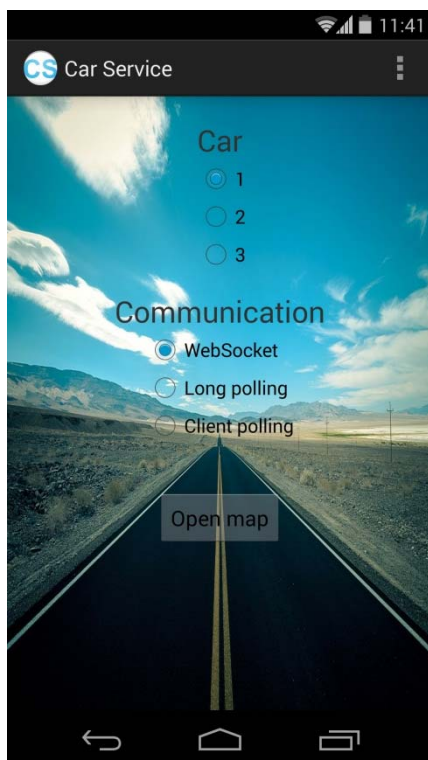 11:41
CS Car Service
Car
1
2
3
Communication
WebSocket
Long polling
Client polling
Open map